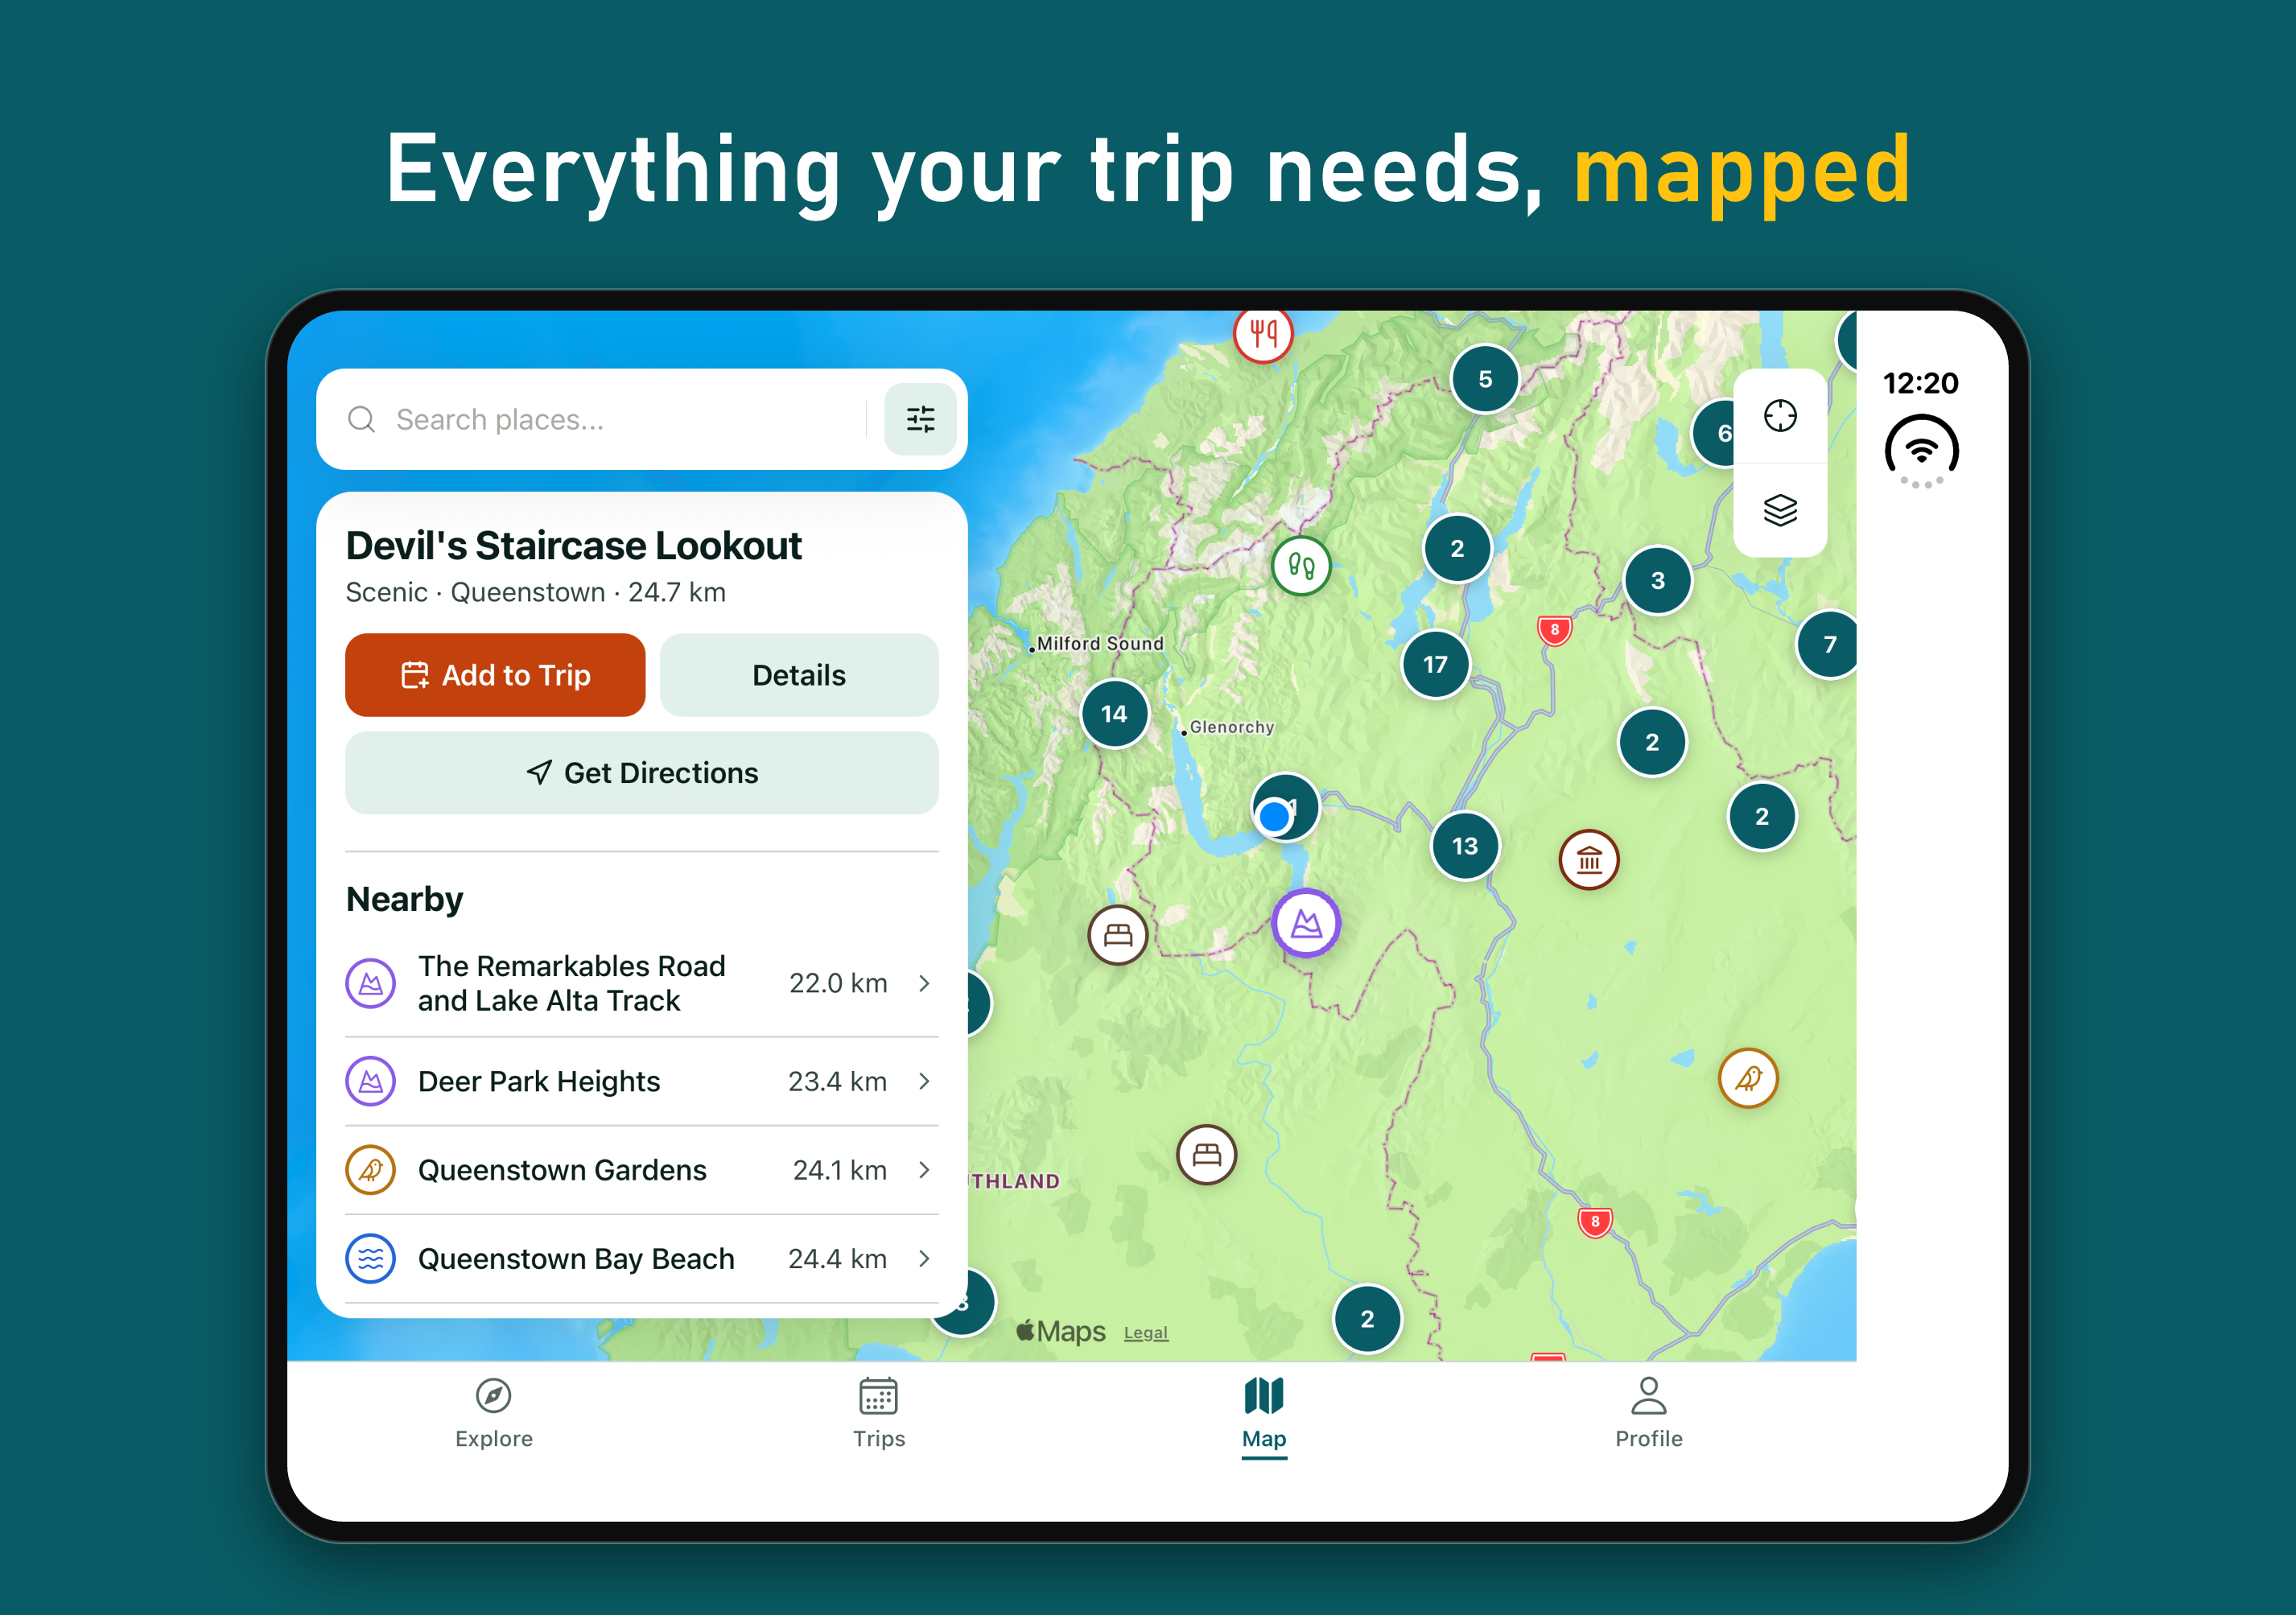 Everything your trip needs, mapped
12:20
Search places...
Devil's Staircase Lookout
Scenic · Queenstown · 24.7 km
Add to Trip
Details
Get Directions
Nearby
The Remarkables Road
and Lake Alta Track
22.0 km
Deer Park Heights
23.4 km
Queenstown Gardens
24.1 km
Queenstown Bay Beach
24.4 km
5
6
2
3
8
Milford Sound
7
17
14
Glenorchy
2
2
13
THLAND
8
2
Maps
Legal
Explore
Trips
Map
Profile